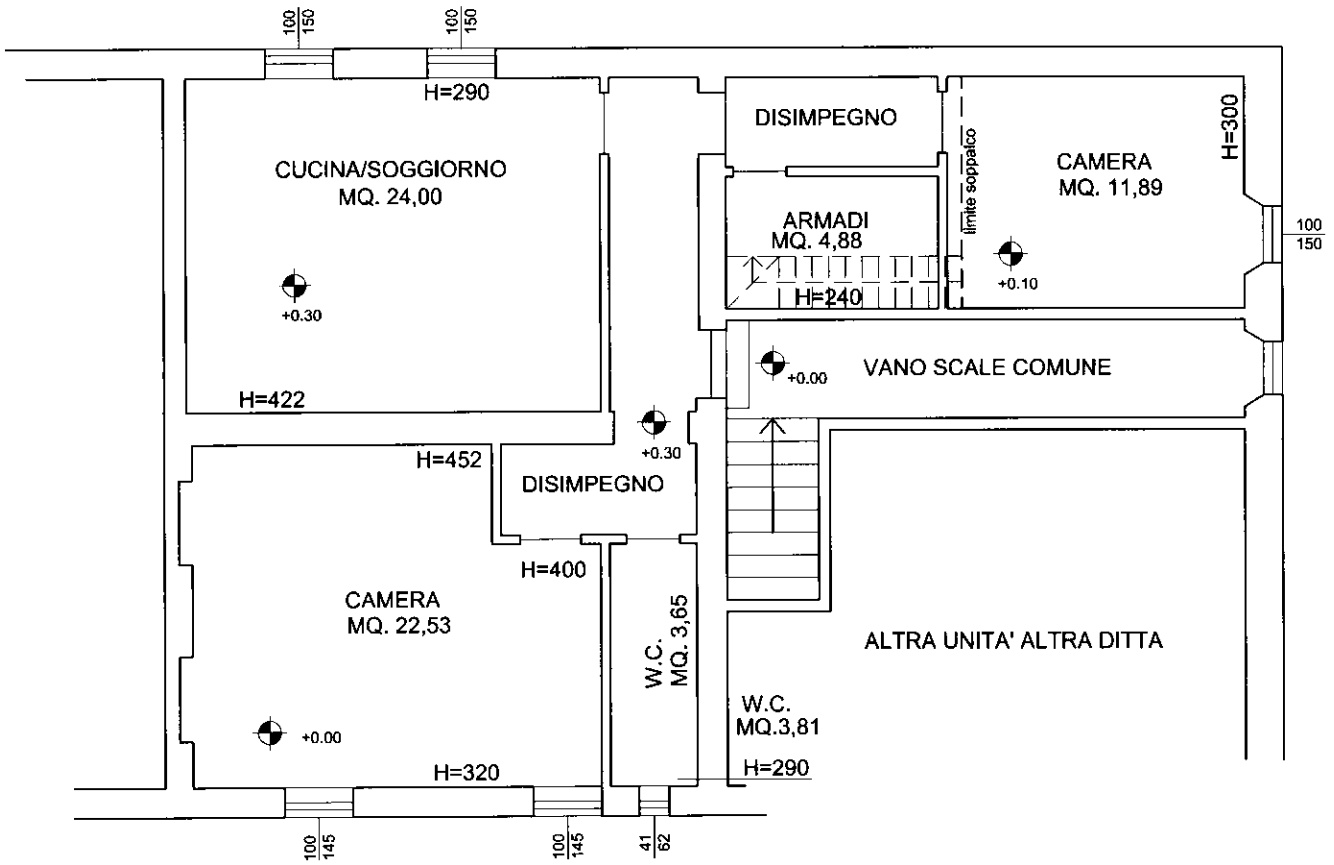 100
150
100
150
H=290
CUCINA/SOGGIORNO
MQ. 24,00
+0.30
H=422
DISIMPEGNO
ARMADI
MQ. 4,88
H=240
limite soppalco
CAMERA
MQ. 11,89
H=300
+0.10
100
150
+0.00
VANO SCALE COMUNE
+0.30
H=452
DISIMPEGNO
H=400
CAMERA
MQ. 22,53
+0.00
H=320
W.C.
MQ. 3,65
W.C.
MQ.3,81
H=290
ALTRA UNITA' ALTRA DITTA
100
145
100
145
41
62